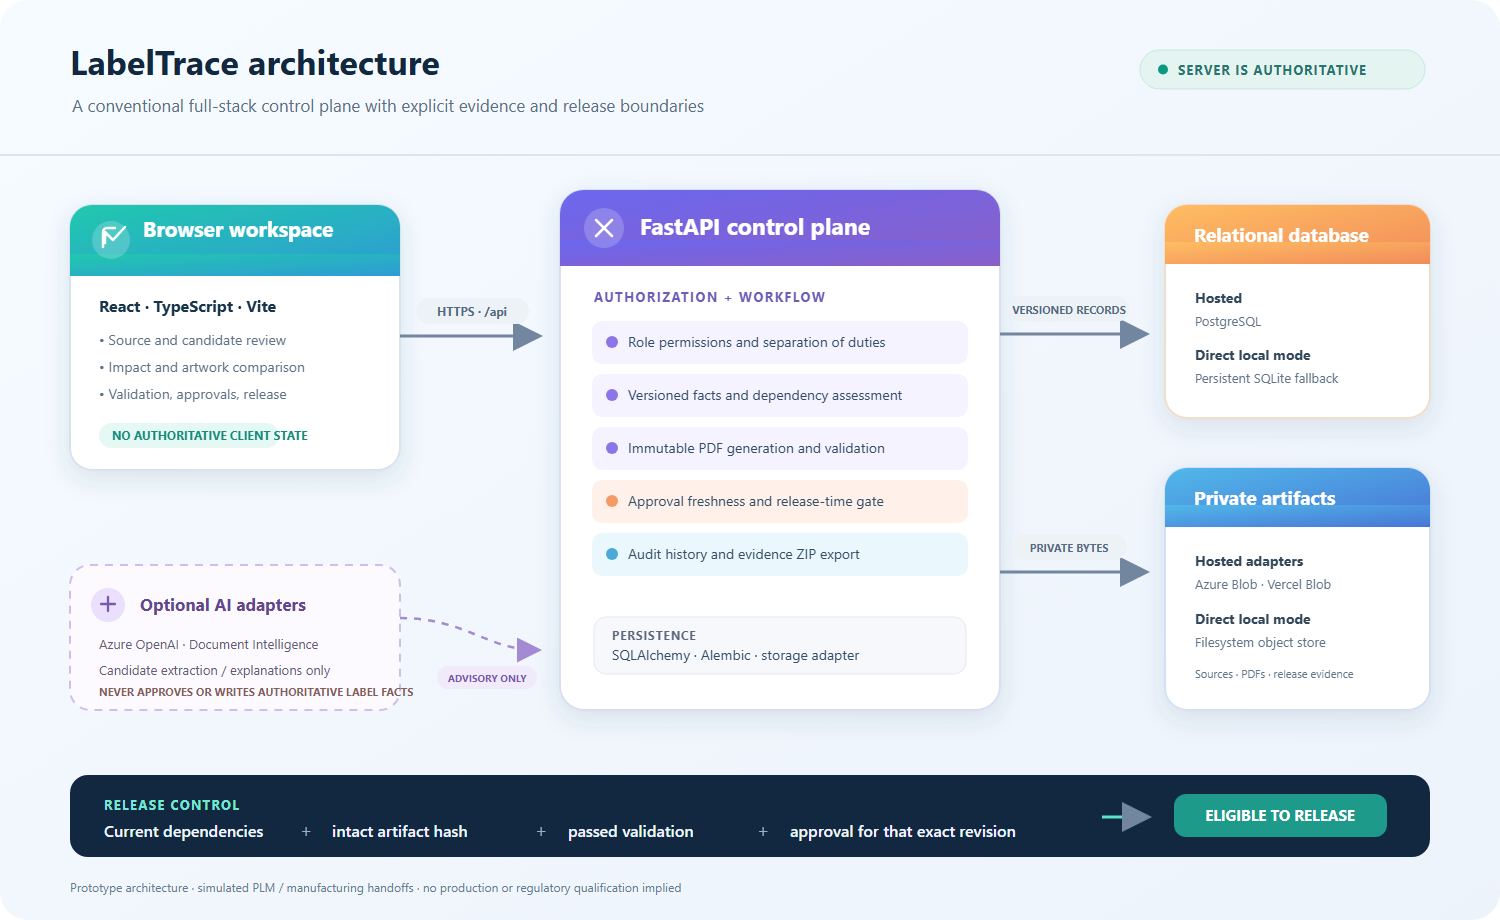 LabelTrace architecture
A conventional full-stack control plane with explicit evidence and release boundaries
SERVER IS AUTHORITATIVE
Browser workspace
React · TypeScript · Vite
• Source and candidate review
• Impact and artwork comparison
• Validation, approvals, release
NO AUTHORITATIVE CLIENT STATE
HTTPS · /api
Optional AI adapters
Azure OpenAI · Document Intelligence
Candidate extraction / explanations only
NEVER APPROVES OR WRITES AUTHORITATIVE LABEL FACTS
ADVISORY ONLY
FastAPI control plane
AUTHORIZATION + WORKFLOW
Role permissions and separation of duties
Versioned facts and dependency assessment
Immutable PDF generation and validation
Approval freshness and release-time gate
Audit history and evidence ZIP export
PERSISTENCE
SQLAlchemy · Alembic · storage adapter
VERSIONED RECORDS
PRIVATE BYTES
Relational database
Hosted
PostgreSQL
Direct local mode
Persistent SQLite fallback
Private artifacts
Hosted adapters
Azure Blob · Vercel Blob
Direct local mode
Filesystem object store
Sources · PDFs · release evidence
RELEASE CONTROL
Current dependencies + intact artifact hash + passed validation + approval for that exact revision
ELIGIBLE TO RELEASE
Prototype architecture · simulated PLM / manufacturing handoffs · no production or regulatory qualification implied